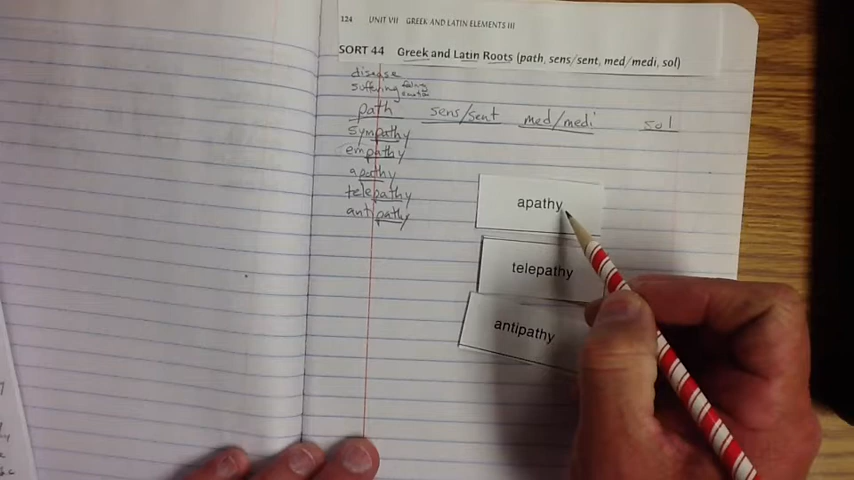 124 UNIT VII GREEK AND LATIN ELEMENTS III
SORT 44 Greek and Latin Roots (path, sens/sent, med/medi, sol)
disease
suffering feeling
path sens/sent med/medi sol
sympathy
empathy
apathy
telepathy
antipathy
apathy
telepathy
antipathy